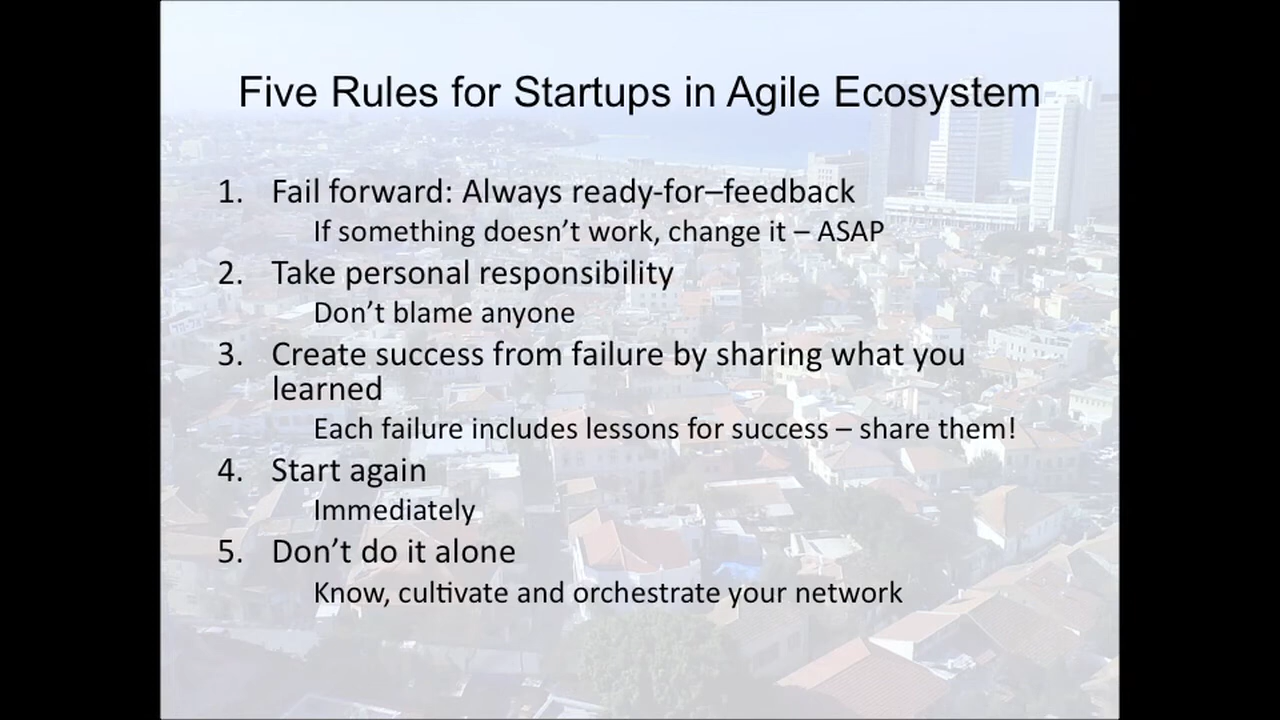 Five Rules for Startups in Agile Ecosystem
1. Fail forward: Always ready-for–feedback
If something doesn’t work, change it – ASAP
2. Take personal responsibility
Don’t blame anyone
3. Create success from failure by sharing what you
learned
Each failure includes lessons for success – share them!
4. Start again
Immediately
5. Don’t do it alone
Know, cultivate and orchestrate your network